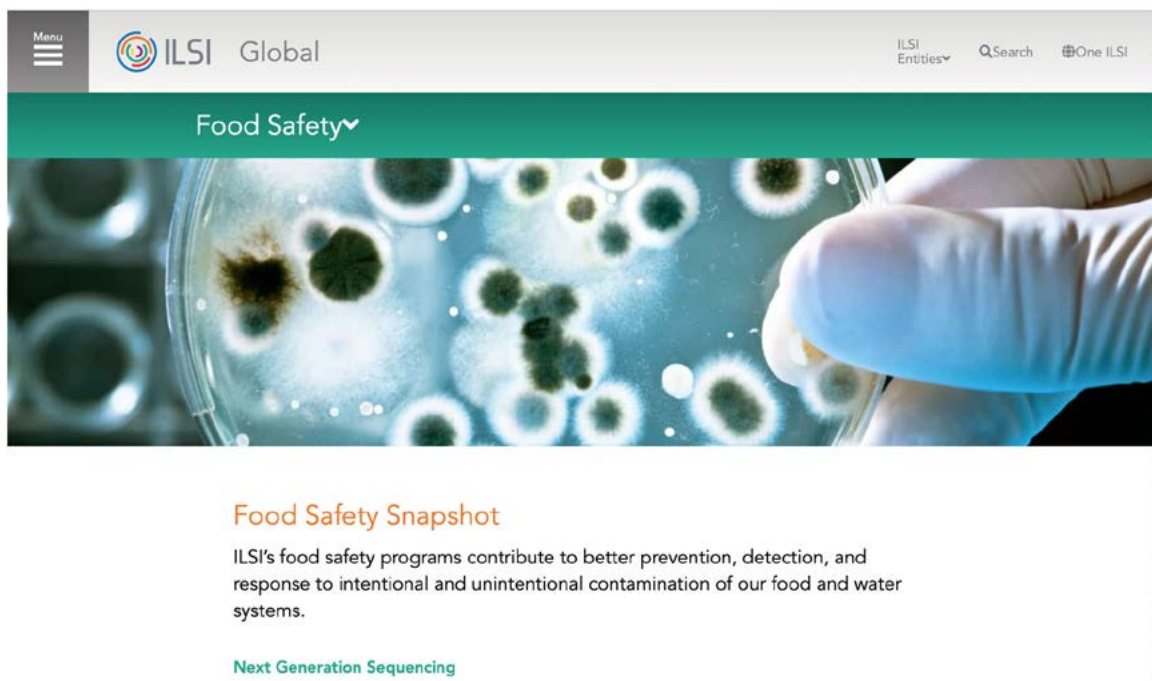 Menu
ILSI Global
ILSI
Entities
Search
One ILSI
Food Safety
Food Safety Snapshot
ILSI's food safety programs contribute to better prevention, detection, and
response to intentional and unintentional contamination of our food and water
systems.
Next Generation Sequencing